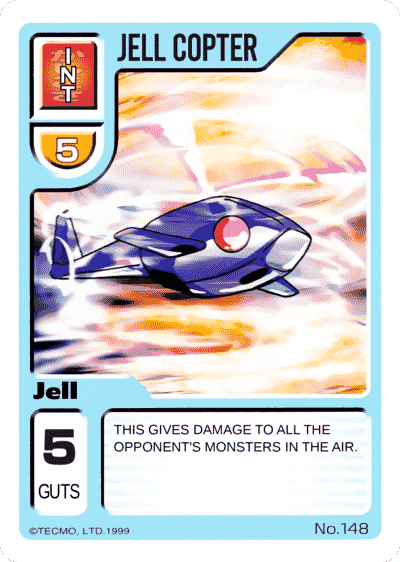 JELL COPTER
INT
5
Jell
5
GUTS
THIS GIVES DAMAGE TO ALL THE
OPPONENT'S MONSTERS IN THE AIR.
©TECMO, LTD.1999
No.148